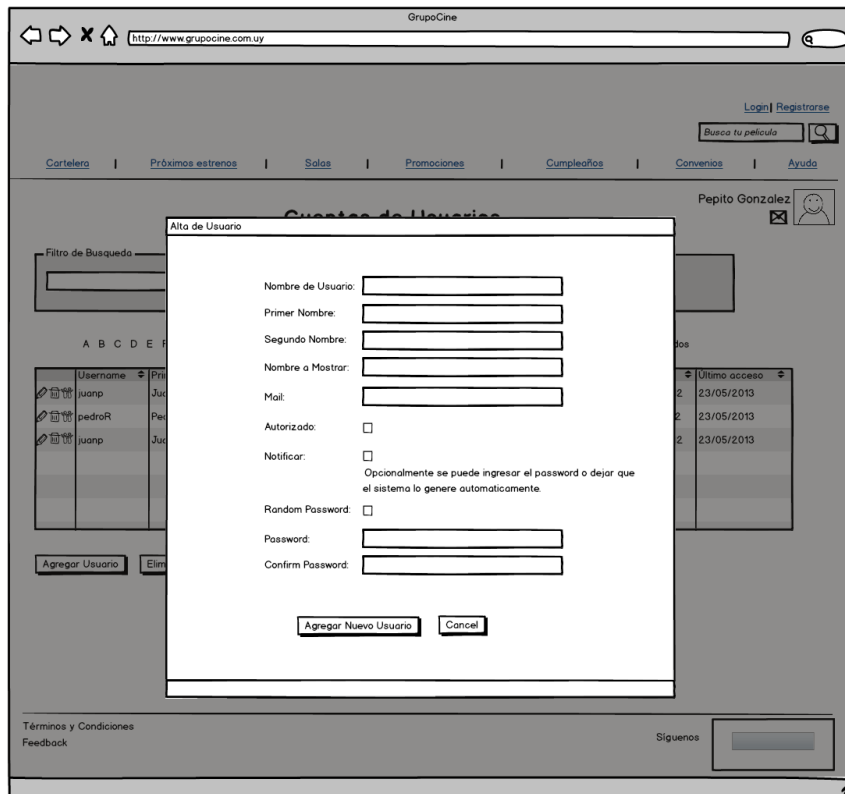 GrupoCine
http://www.grupocine.com.uy
Login | Registrarse
Busca tu pelicula
Cartelera | Próximos estrenos | Salas | Promociones | Cumpleaños | Convenios | Ayuda
Pepito Gonzalez
Cuentas de Usuarios
Alta de Usuario
Filtro de Busqueda
Nombre de Usuario:
Primer Nombre:
Segundo Nombre:
A B C D E
Nombre a Mostrar:
Username Último acceso
Mail:
juanp 23/05/2013
pedroR 23/05/2013
Autorizado:
juanp 23/05/2013
Notificar:
Opcionalmente se puede ingresar el password o dejar que
el sistema lo genere automaticamente.
Random Password:
Password:
Confirm Password:
Agregar Usuario
Agregar Nuevo Usuario Cancel
Términos y Condiciones
Feedback
Síguenos